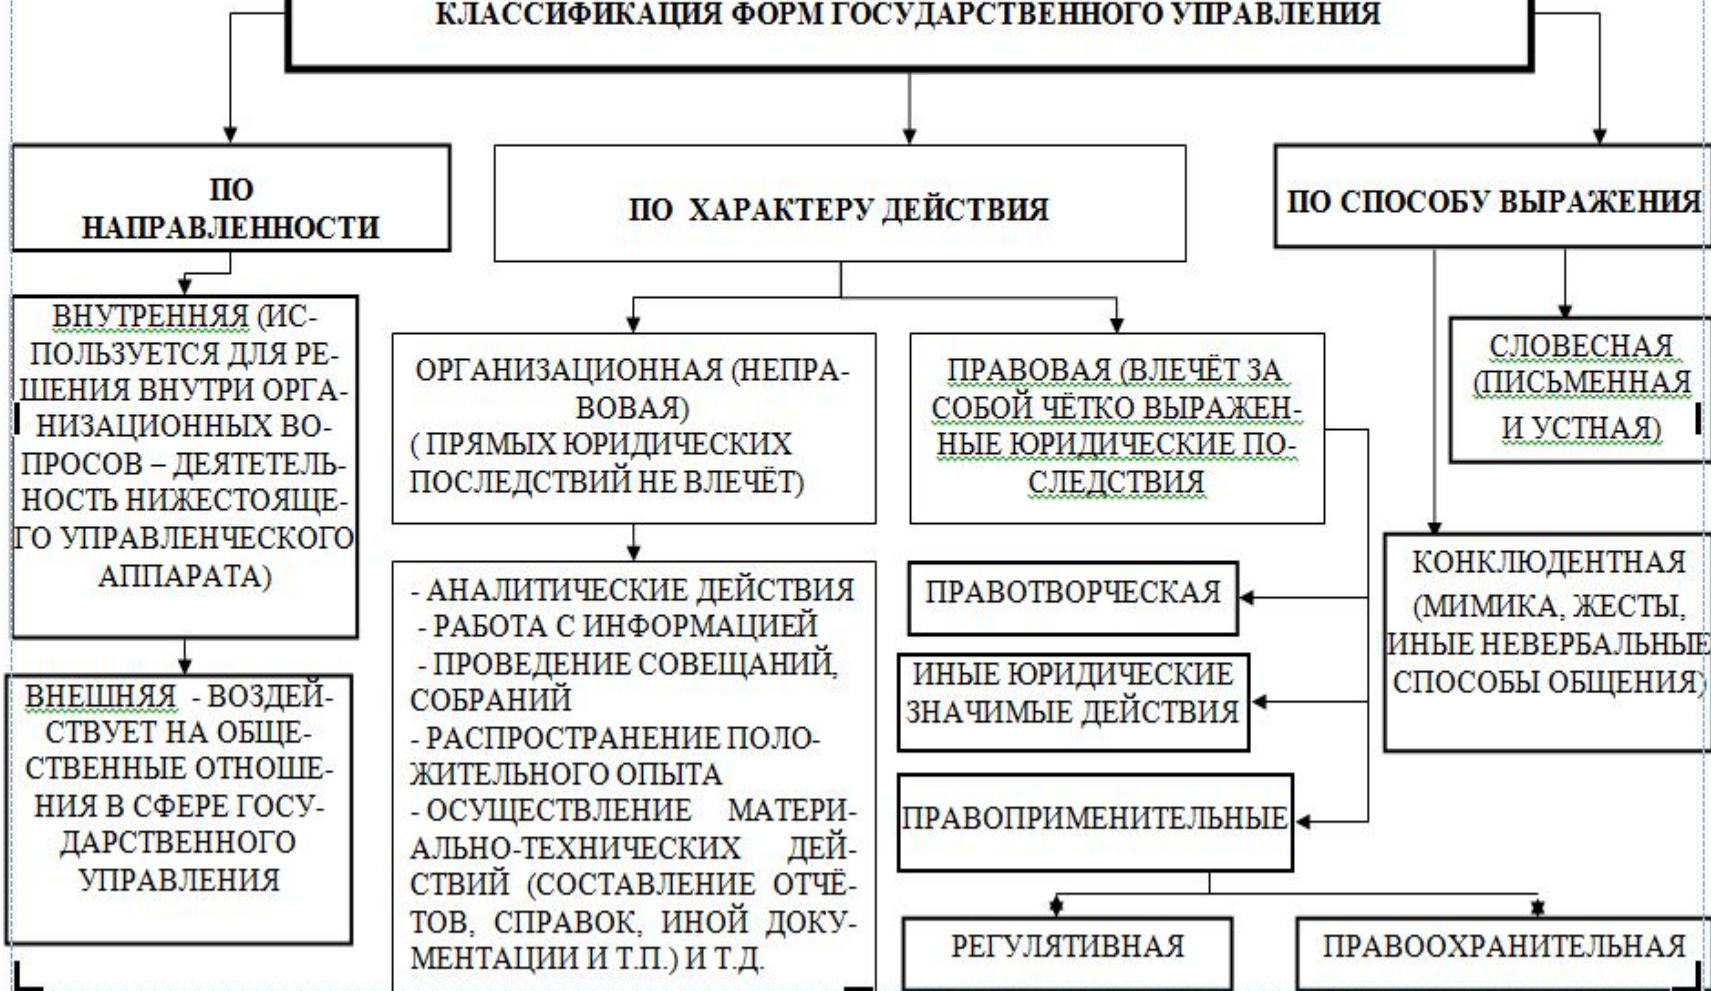 КЛАССИФИКАЦИЯ ФОРМ ГОСУДАРСТВЕННОГО УПРАВЛЕНИЯ
ПО
НАПРАВЛЕННОСТИ
ПО ХАРАКТЕРУ ДЕЙСТВИЯ
ПО СПОСОБУ ВЫРАЖЕНИЯ
ВНУТРЕННЯЯ (ИС-
ПОЛЬЗУЕТСЯ ДЛЯ РЕ-
ШЕНИЯ ВНУТРИ ОРГА-
НИЗАЦИОННЫХ ВО-
ПРОСОВ – ДЕЯТЕТЕЛЬ-
НОСТЬ НИЖЕСТОЯЩЕ-
ГО УПРАВЛЕНЧЕСКОГО
АППАРАТА)
ВНЕШНЯЯ - ВОЗДЕЙ-
СТВУЕТ НА ОБЩЕ-
СТВЕННЫЕ ОТНОШЕ-
НИЯ В СФЕРЕ ГОСУ-
ДАРСТВЕННОГО
УПРАВЛЕНИЯ
ОРГАНИЗАЦИОННАЯ (НЕПРА-
ВОВАЯ)
( ПРЯМЫХ ЮРИДИЧЕСКИХ
ПОСЛЕДСТВИЙ НЕ ВЛЕЧЁТ)
- АНАЛИТИЧЕСКИЕ ДЕЙСТВИЯ
- РАБОТА С ИНФОРМАЦИЕЙ
- ПРОВЕДЕНИЕ СОВЕЩАНИЙ,
СОБРАНИЙ
- РАСПРОСТРАНЕНИЕ ПОЛО-
ЖИТЕЛЬНОГО ОПЫТА
- ОСУЩЕСТВЛЕНИЕ МАТЕРИ-
АЛЬНО-ТЕХНИЧЕСКИХ ДЕЙ-
СТВИЙ (СОСТАВЛЕНИЕ ОТЧЁ-
ТОВ, СПРАВОК, ИНОЙ ДОКУ-
МЕНТАЦИИ И Т.П.) И Т.Д.
ПРАВОВАЯ (ВЛЕЧЁТ ЗА
СОБОЙ ЧЁТКО ВЫРАЖЕН-
НЫЕ ЮРИДИЧЕСКИЕ ПО-
СЛЕДСТВИЯ
ПРАВОТВОРЧЕСКАЯ
ИНЫЕ ЮРИДИЧЕСКИЕ
ЗНАЧИМЫЕ ДЕЙСТВИЯ
ПРАВОПРИМЕНИТЕЛЬНЫЕ
РЕГУЛЯТИВНАЯ
ПРАВООХРАНИТЕЛЬНАЯ
СЛОВЕСНАЯ
(ПИСЬМЕННАЯ
И УСТНАЯ)
КОНКЛЮДЕНТНАЯ
(МИМИКА, ЖЕСТЫ,
ИНЫЕ НЕВЕРБАЛЬНЫЕ
СПОСОБЫ ОБЩЕНИЯ)